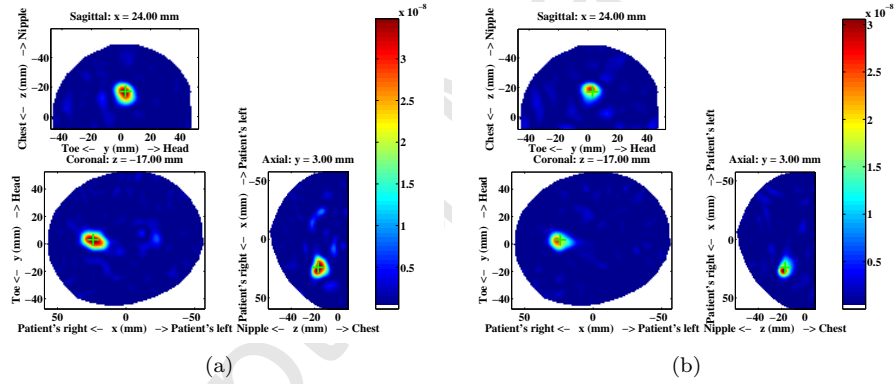 Sagittal: x = 24.00 mm
Chest <- z (mm) -> Nipple
-40
-20
0
-40 -20 0 20 40
Toe <- y (mm) -> Head
Coronal: z = -17.00 mm
Toe <- y (mm) -> Head
40
20
0
-20
-40
50 0 -50
Patient's right <- x (mm) -> Patient's left
Axial: y = 3.00 mm
Patient's right <- x (mm) -> Patient's left
-50
0
50
-40 -20 0
Nipple <- z (mm) -> Chest
x 10⁻⁸
3.5
3
2.5
2
1.5
1
0.5
(a)
Sagittal: x = 24.00 mm
Chest <- z (mm) -> Nipple
-40
-20
0
-40 -20 0 20 40
Toe <- y (mm) -> Head
Coronal: z = -17.00 mm
Toe <- y (mm) -> Head
40
20
0
-20
-40
50 0 -50
Patient's right <- x (mm) -> Patient's left
Axial: y = 3.00 mm
Patient's right <- x (mm) -> Patient's left
-50
0
50
-40 -20 0
Nipple <- z (mm) -> Chest
x 10⁻⁸
3
2.5
2
1.5
1
0.5
(b)